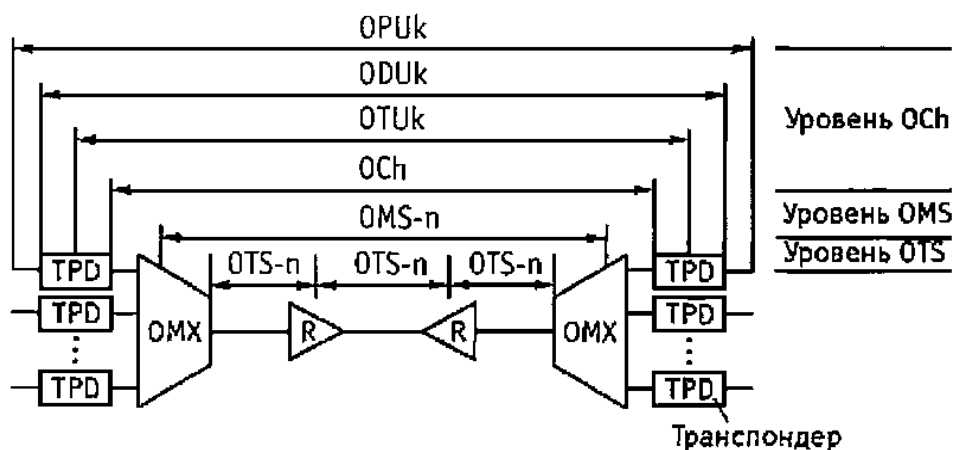 OPUk
ODUk
OTUk
Уровень OCh
OCh
OMS-n
Уровень OMS
OTS-n OTS-n OTS-n
Уровень OTS
TPD TPD
TPD TPD
OMX R R OMX
TPD TPD
Транспондер